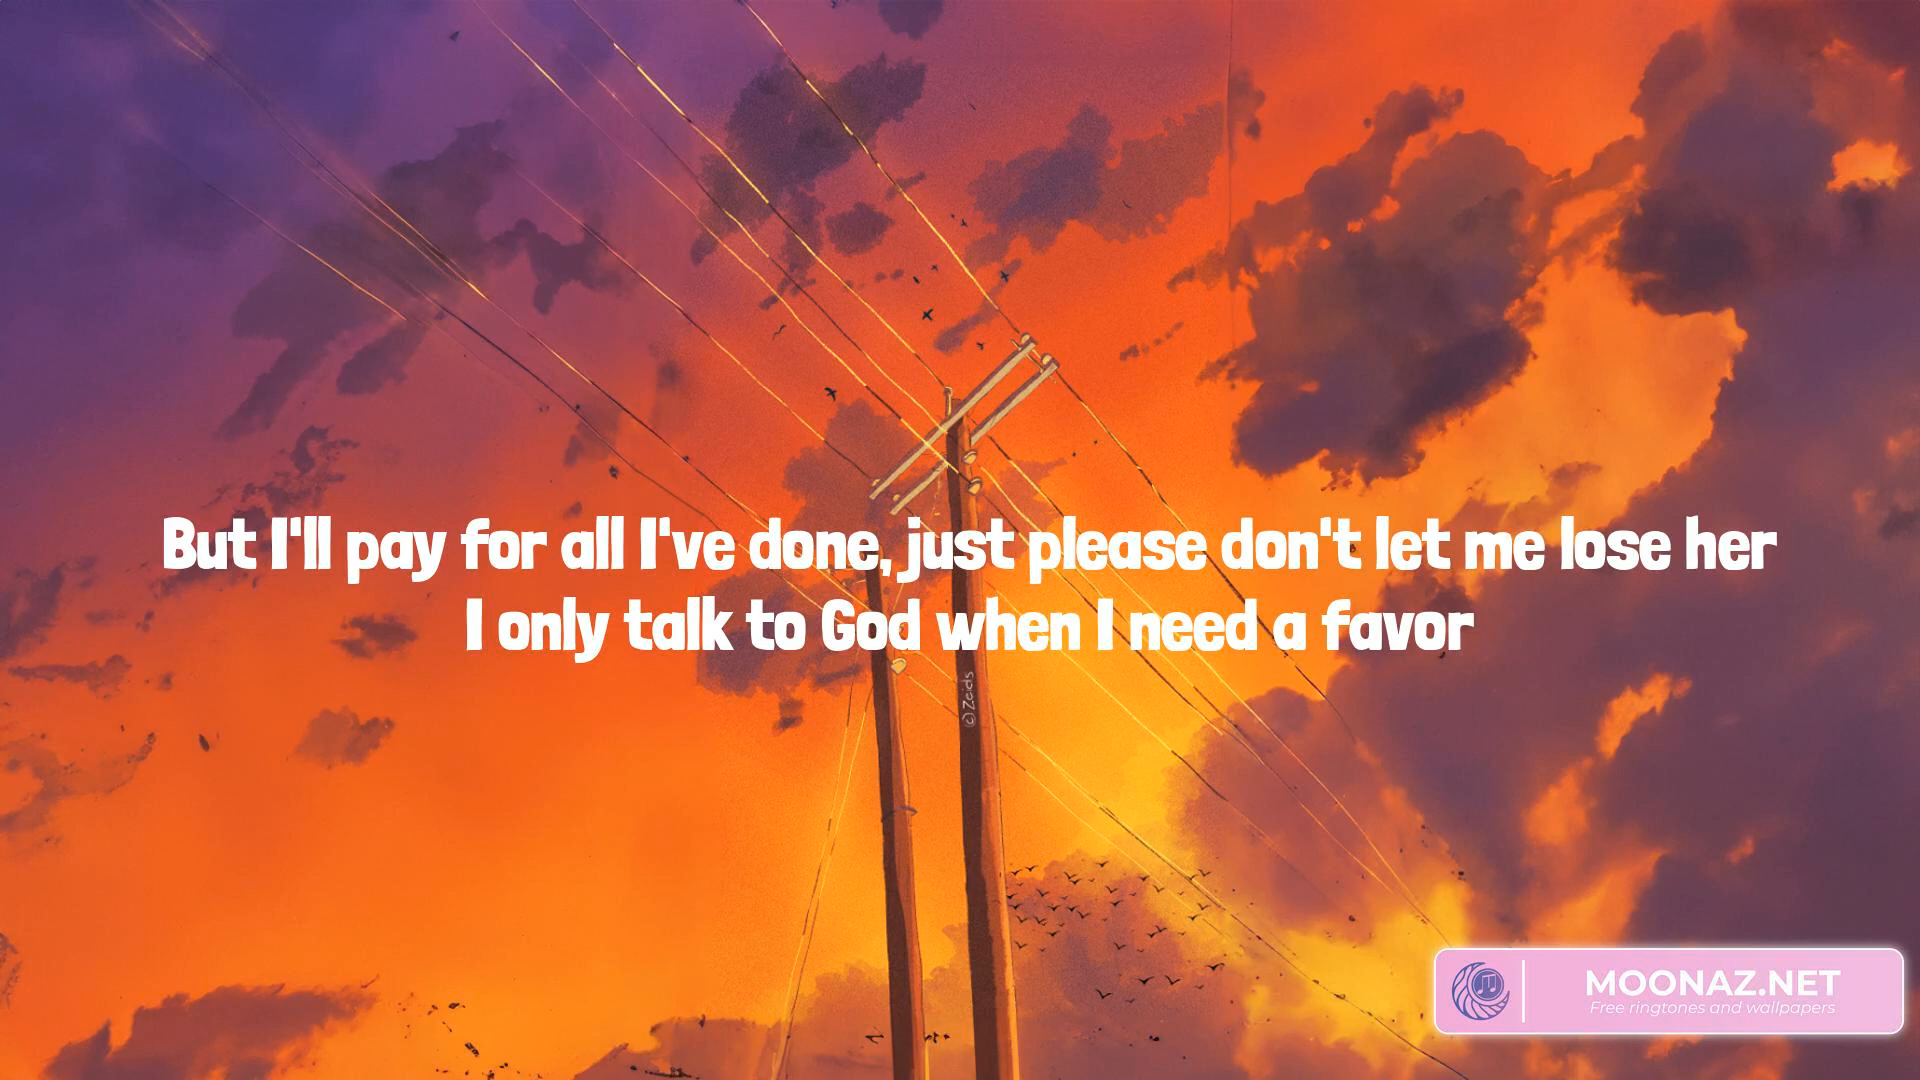 But I'll pay for all I've done, just please don't let me lose her
I only talk to God when I need a favor
© Zeids
MOONAZ.NET
Free ringtones and wallpapers